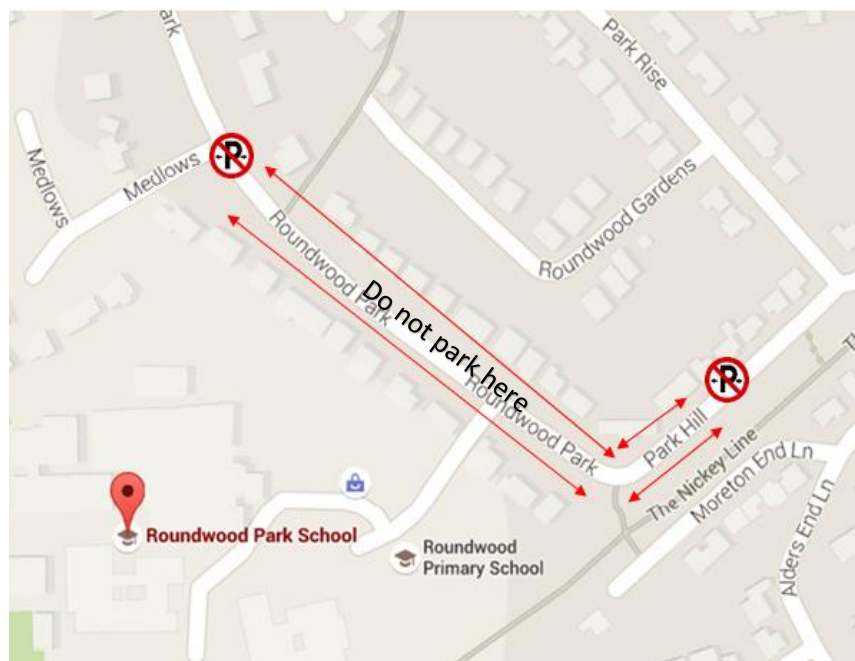 Park
Park Rise
Medlows
Medlows
P
Roundwood Gardens
Roundwood Park
Do not park here
P
Roundwood Park
Park Hill
The Nickey Line
Moreton End Ln
Alders End Ln
Roundwood Park School
Roundwood
Primary School